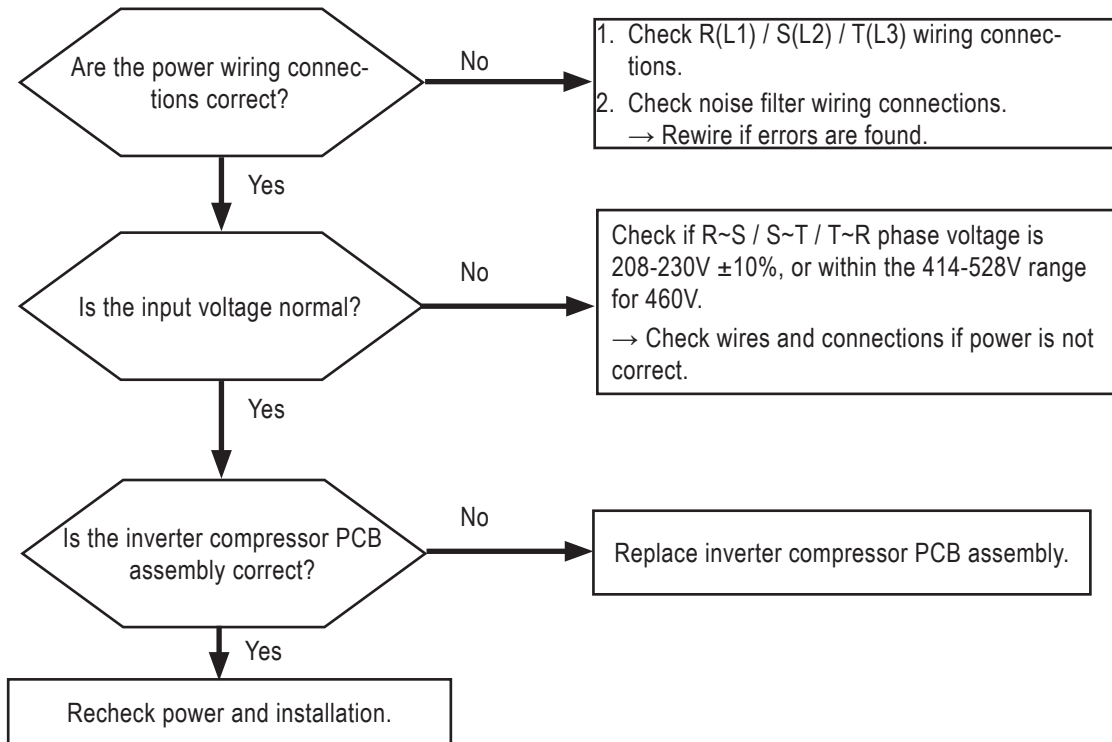 Are the power wiring connec-
tions correct?
No
1. Check R(L1) / S(L2) / T(L3) wiring connec-
tions.
2. Check noise filter wiring connections.
→ Rewire if errors are found.
Yes
Is the input voltage normal?
No
Check if R~S / S~T / T~R phase voltage is
208-230V ±10%, or within the 414-528V range
for 460V.
→ Check wires and connections if power is not
correct.
Yes
Is the inverter compressor PCB
assembly correct?
No
Replace inverter compressor PCB assembly.
Yes
Recheck power and installation.